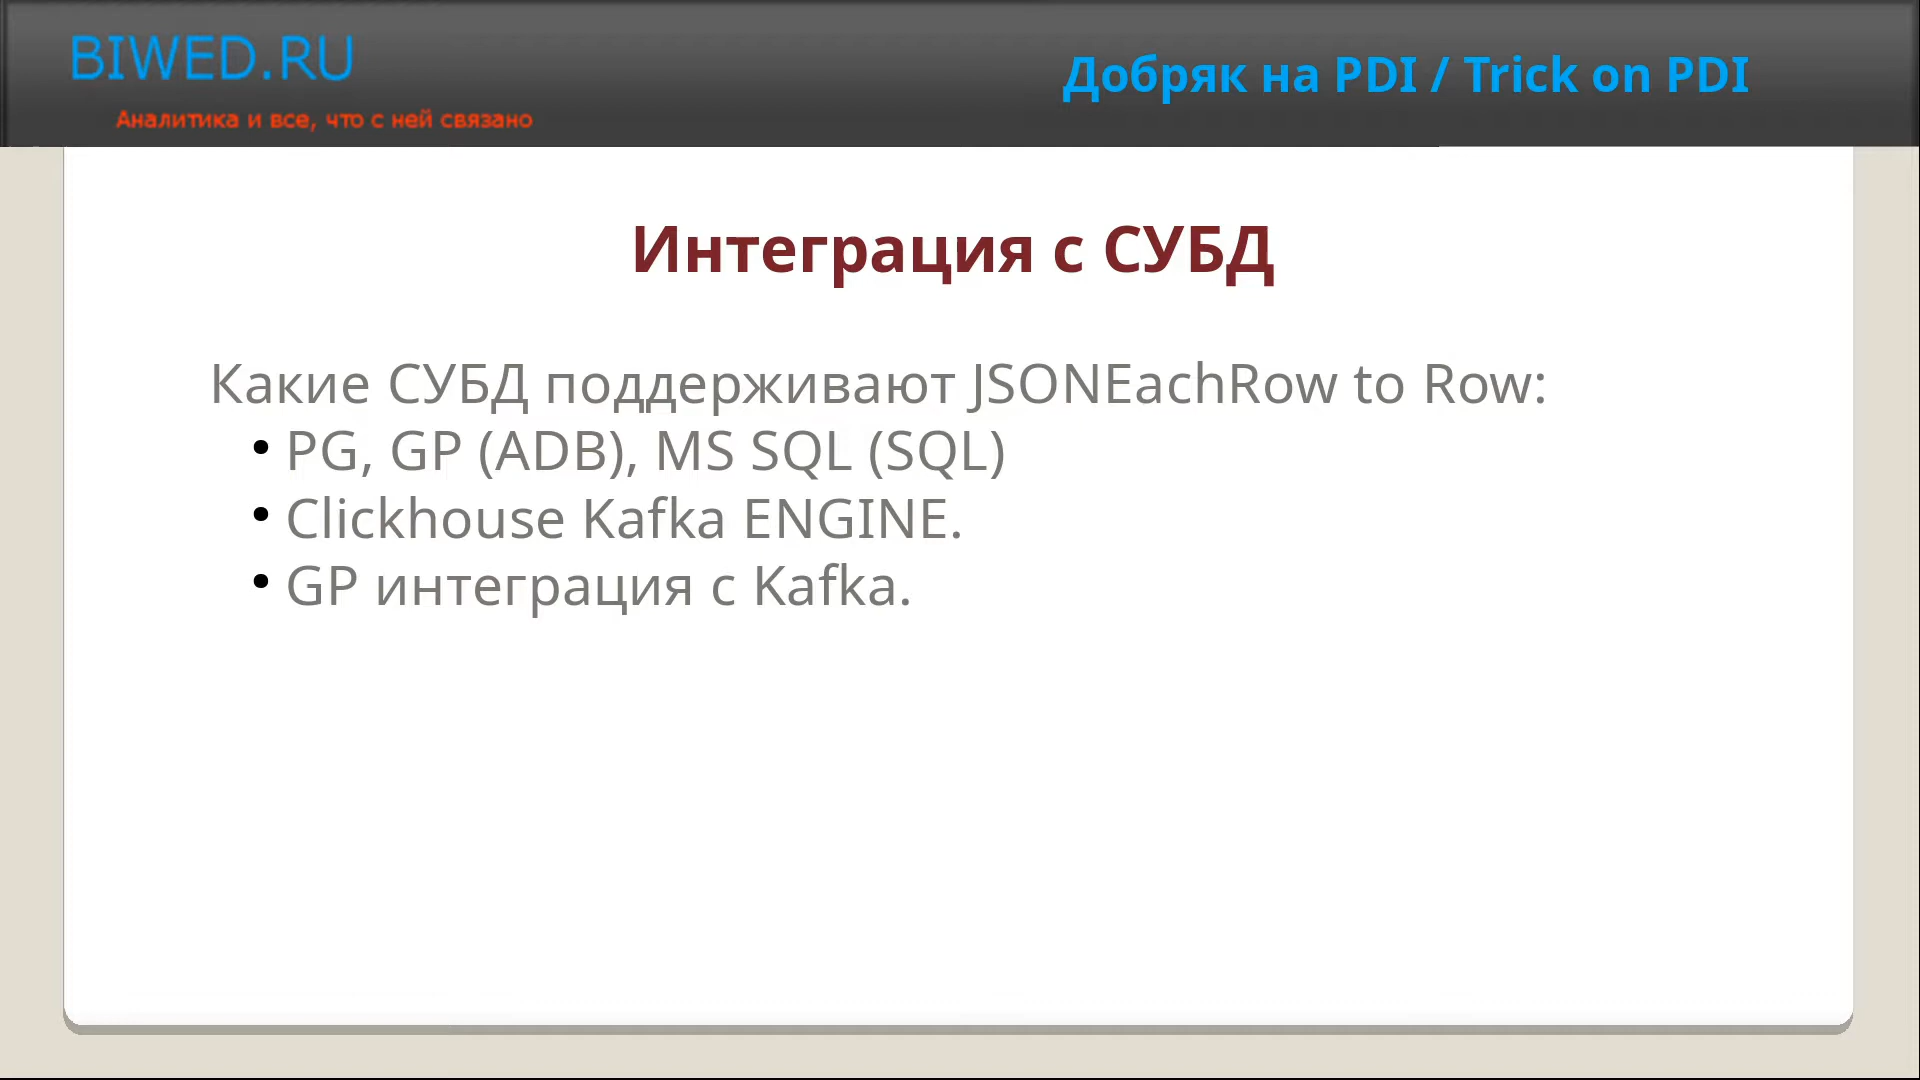 BIWED.RU
Аналитика и все, что с ней связано
Добряк на PDI / Trick on PDI
Интеграция с СУБД
Какие СУБД поддерживают JSONEachRow to Row:
• PG, GP (ADB), MS SQL (SQL)
• Clickhouse Kafka ENGINE.
• GP интеграция с Kafka.